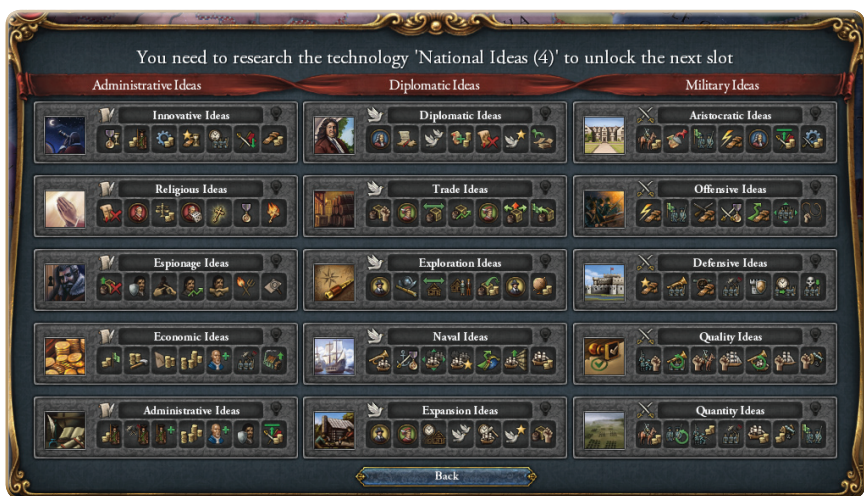 You need to research the technology 'National Ideas (4)' to unlock the next slot
Administrative Ideas
Diplomatic Ideas
Military Ideas
Innovative Ideas
Diplomatic Ideas
Aristocratic Ideas
Religious Ideas
Trade Ideas
Offensive Ideas
Espionage Ideas
Exploration Ideas
Defensive Ideas
Economic Ideas
Naval Ideas
Quality Ideas
Administrative Ideas
Expansion Ideas
Quantity Ideas
Back